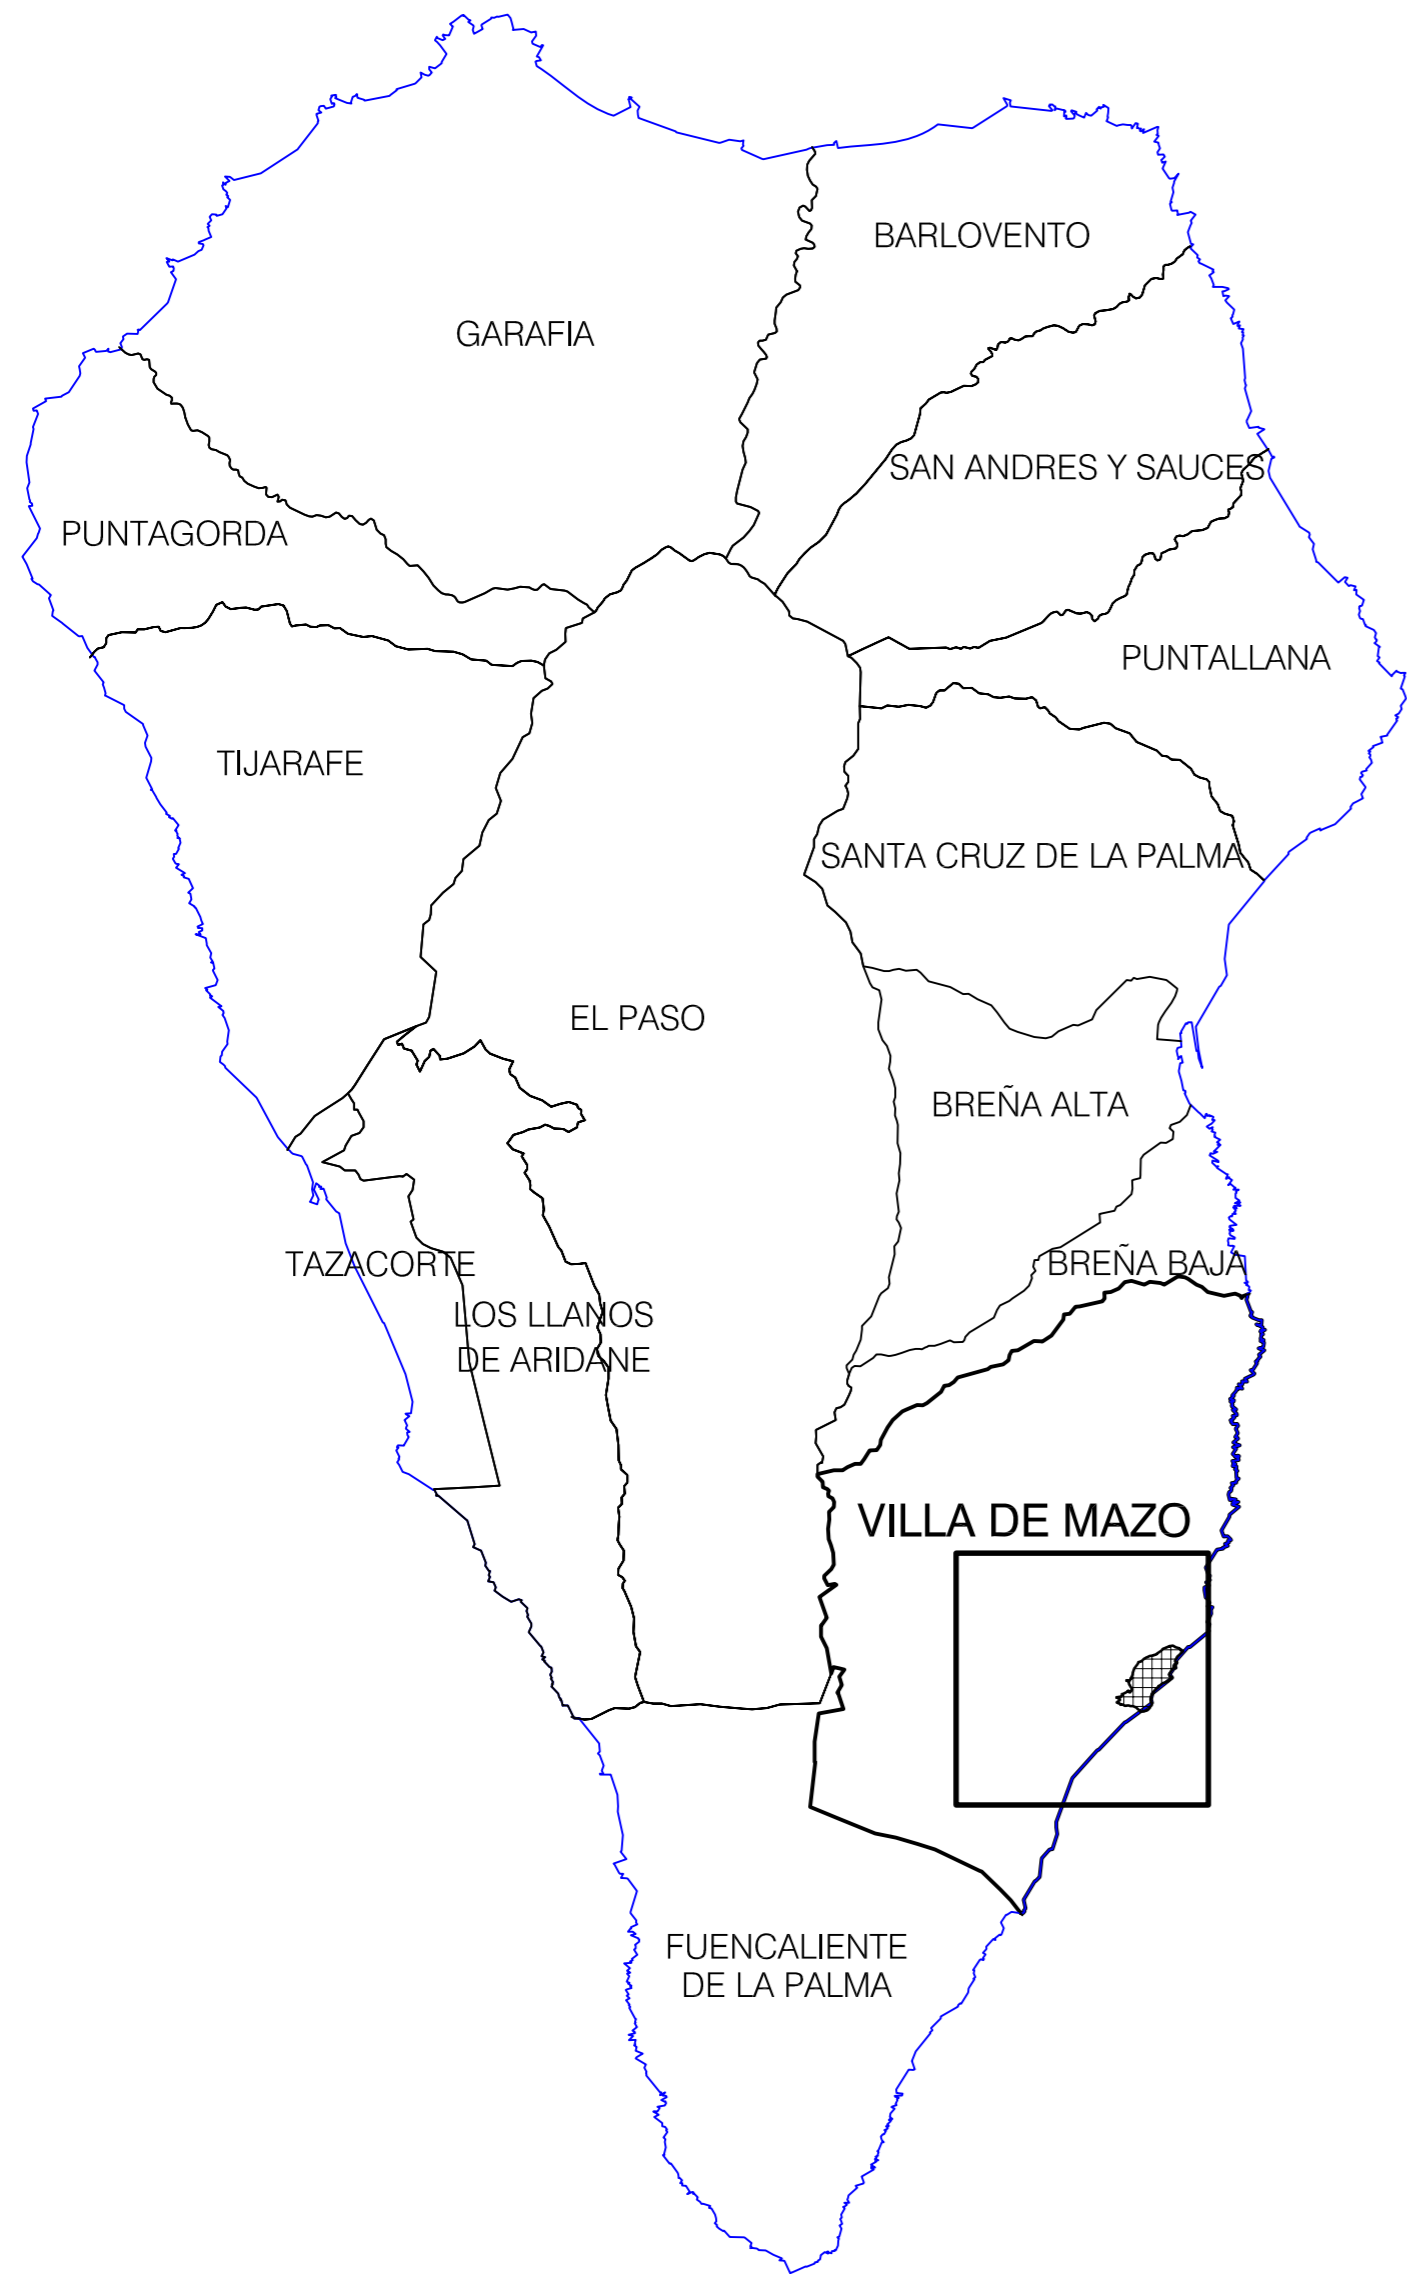 BARLOVENTO
GARAFIA
SAN ANDRES Y SAUCES
PUNTAGORDA
PUNTALLANA
TIJARAFE
SANTA CRUZ DE LA PALMA
EL PASO
BREÑA ALTA
TAZACORTE
BREÑA BAJA
LOS LLANOS
DE ARIDANE
VILLA DE MAZO
FUENCALIENTE
DE LA PALMA